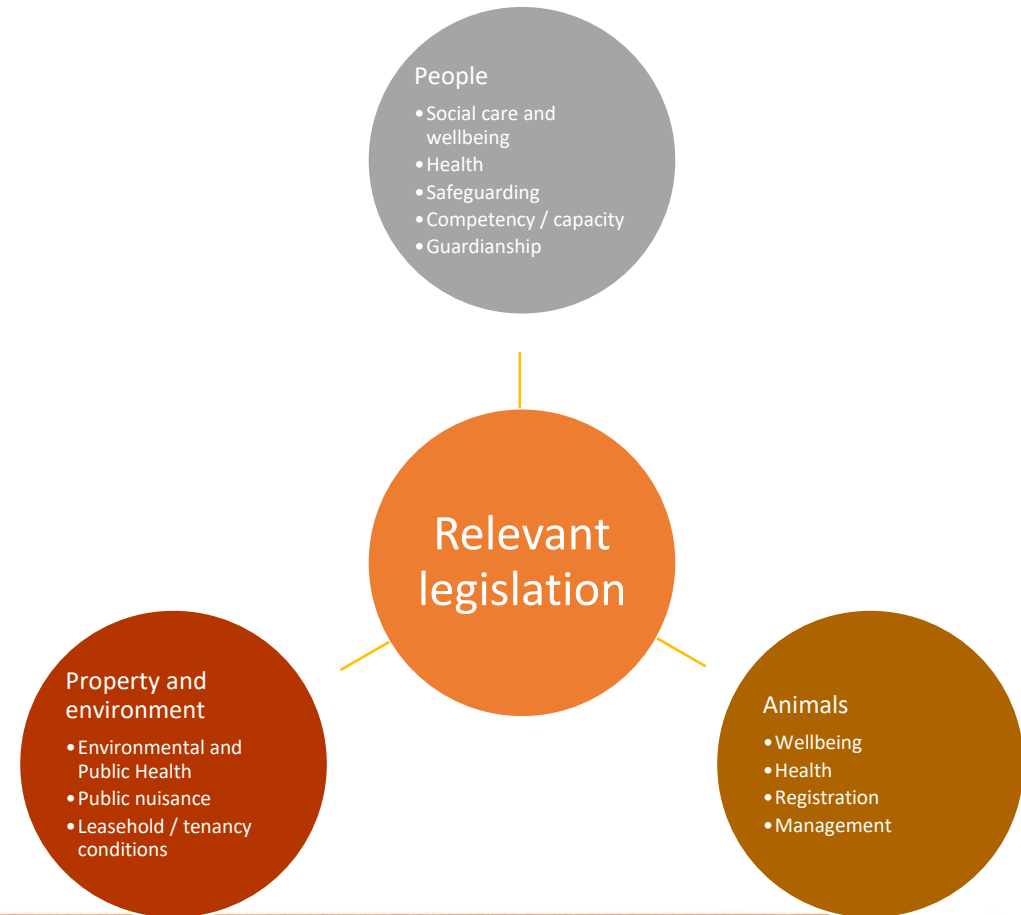 People
•Social care and
wellbeing
•Health
•Safeguarding
•Competency / capacity
•Guardianship
Relevant
legislation
Property and
environment
•Environmental and
Public Health
•Public nuisance
•Leasehold / tenancy
conditions
Animals
•Wellbeing
•Health
•Registration
•Management